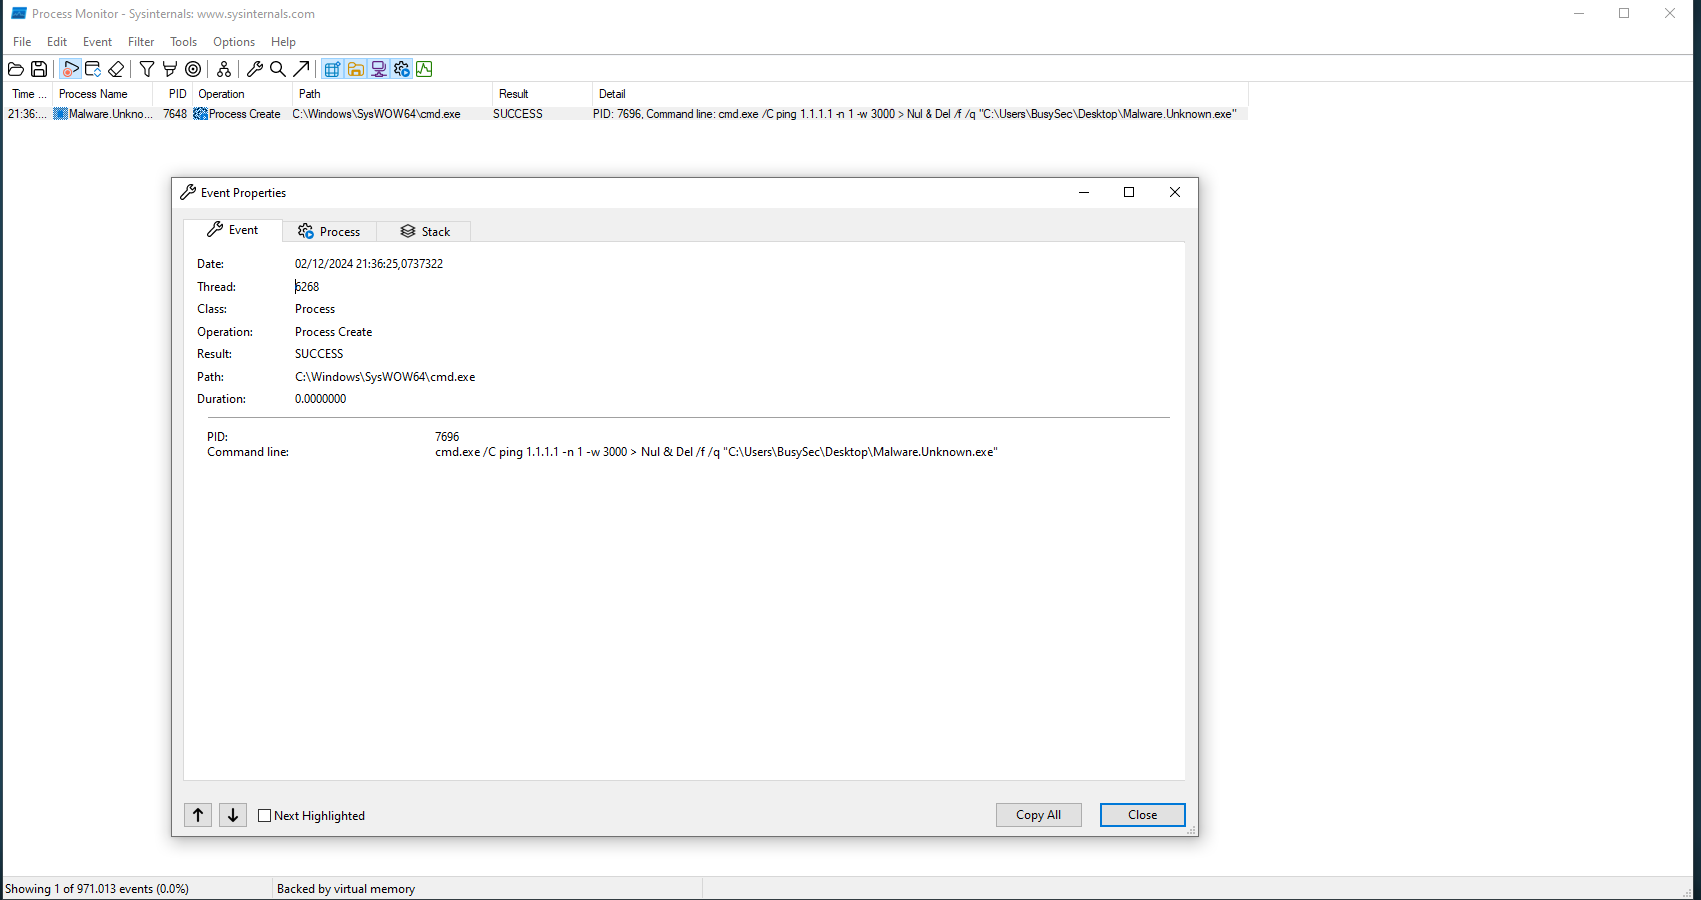 Process Monitor - Sysinternals: www.sysinternals.com
File Edit Event Filter Tools Options Help
Time ... Process Name PID Operation Path Result Detail
21:36:... Malware.Unkno... 7648 Process Create C:\Windows\SysWOW64\cmd.exe SUCCESS PID: 7696, Command line: cmd.exe /C ping 1.1.1.1 -n 1 -w 3000 > Nul & Del /f /q "C:\Users\BusySec\Desktop\Malware.Unknown.exe"
Event Properties
Event Process Stack
Date: 02/12/2024 21:36:25,0737322
Thread: 6268
Class: Process
Operation: Process Create
Result: SUCCESS
Path: C:\Windows\SysWOW64\cmd.exe
Duration: 0.0000000
PID: 7696
Command line: cmd.exe /C ping 1.1.1.1 -n 1 -w 3000 > Nul & Del /f /q "C:\Users\BusySec\Desktop\Malware.Unknown.exe"
Next Highlighted Copy All Close
Showing 1 of 971.013 events (0.0%) Backed by virtual memory